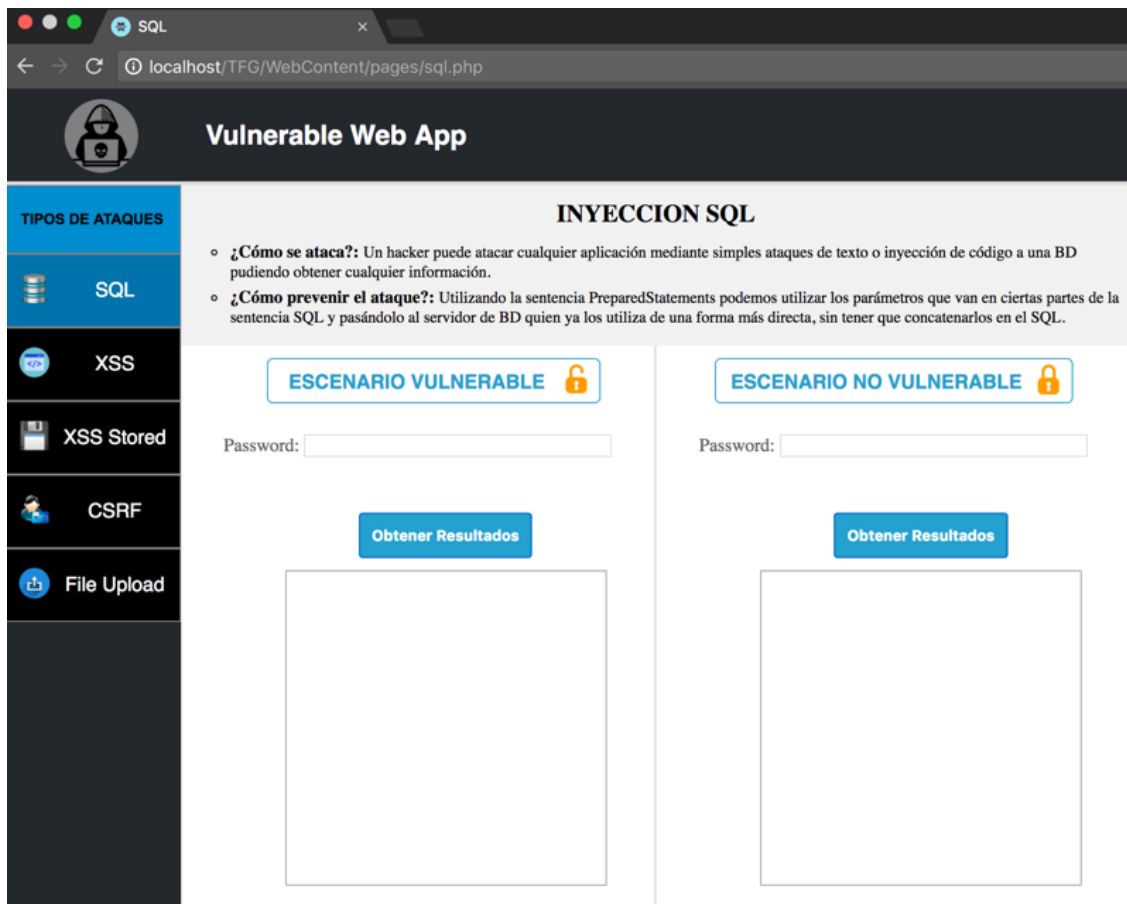 SQL
localhost/TFG/WebContent/pages/sql.php
Vulnerable Web App
TIPOS DE ATAQUES
SQL
XSS
XSS Stored
CSRF
File Upload
INYECCION SQL
¿Cómo se ataca?: Un hacker puede atacar cualquier aplicación mediante simples ataques de texto o inyección de código a una BD
pudiendo obtener cualquier información.
¿Cómo prevenir el ataque?: Utilizando la sentencia PreparedStatements podemos utilizar los parámetros que van en ciertas partes de la
sentencia SQL y pasándolo al servidor de BD quien ya los utiliza de una forma más directa, sin tener que concatenarlos en el SQL.
ESCENARIO VULNERABLE
Password:
Obtener Resultados
ESCENARIO NO VULNERABLE
Password:
Obtener Resultados